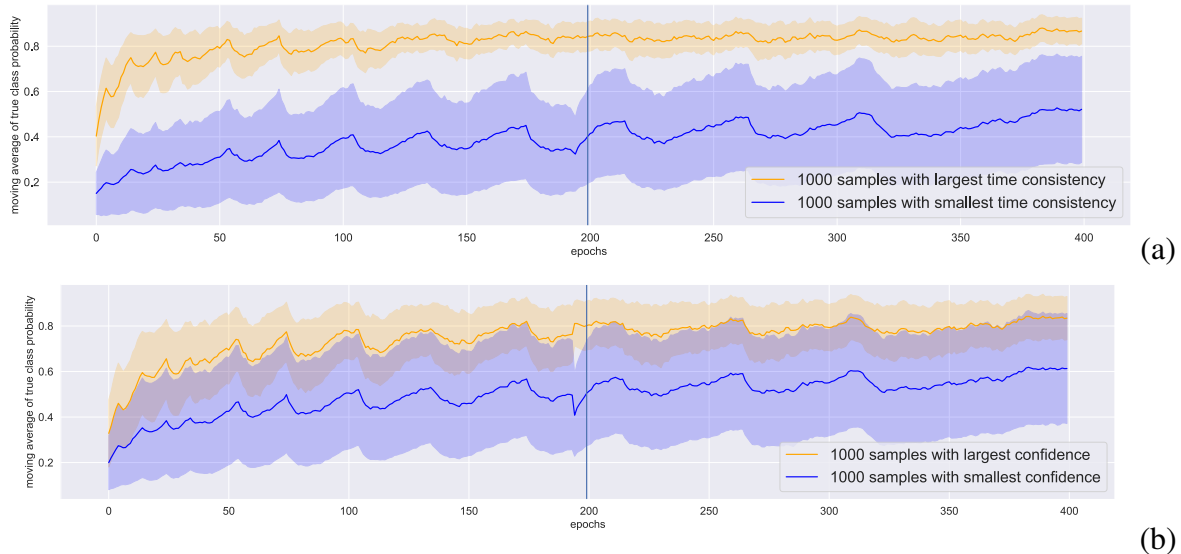 moving average of true class probability
0.8
0.6
0.4
0.2
1000 samples with largest time consistency
1000 samples with smallest time consistency
0 50 100 150 200 250 300 350 400
epochs
(a)
moving average of true class probability
0.8
0.6
0.4
0.2
1000 samples with largest confidence
1000 samples with smallest confidence
0 50 100 150 200 250 300 350 400
epochs
(b)